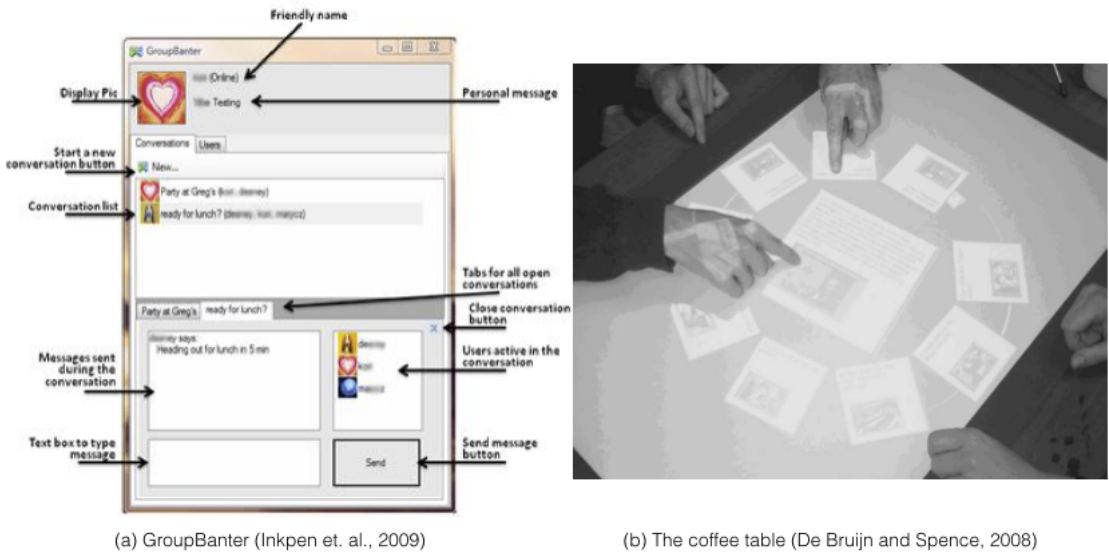 Friendly name
GroupBanter
(Online)
Display Pic
Testing
Personal message
Conversations
Users
Start a new
conversation button
New...
Party at Greg's
Conversation list
ready for lunch?
Tabs for all open
conversations
Party at Greg's
ready for lunch?
Close conversation
button
X
says:
Heading out for lunch in 5 min
Messages sent
during the
conversation
Users active in the
conversation
Text box to type
message
Send
Send message
button
(a) GroupBanter (Inkpen et. al., 2009)
(b) The coffee table (De Bruijn and Spence, 2008)